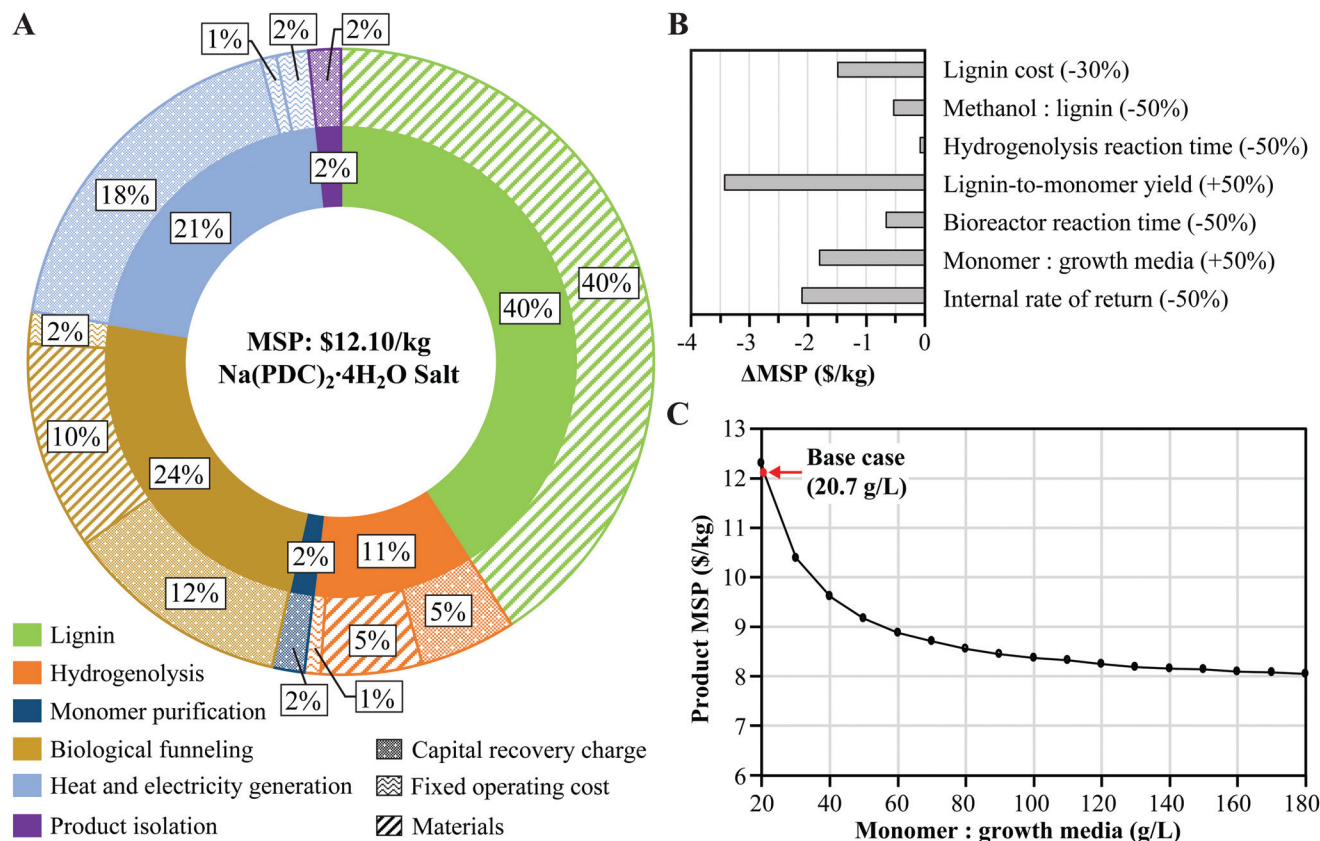 A
1%
2%
2%
18%
21%
2%
40%
40%
2%
10%
24%
12%
2%
11%
5%
5%
2%
1%
MSP: $12.10/kg
Na(PDC)₂·4H₂O Salt
Lignin
Hydrogenolysis
Monomer purification
Biological funneling
Heat and electricity generation
Product isolation
Capital recovery charge
Fixed operating cost
Materials
B
Lignin cost (-30%)
Methanol : lignin (-50%)
Hydrogenolysis reaction time (-50%)
Lignin-to-monomer yield (+50%)
Bioreactor reaction time (-50%)
Monomer : growth media (+50%)
Internal rate of return (-50%)
-4 -3 -2 -1 0
ΔMSP ($/kg)
C
13
12
11
10
9
8
7
6
Product MSP ($/kg)
Base case
(20.7 g/L)
20 40 60 80 100 120 140 160 180
Monomer : growth media (g/L)